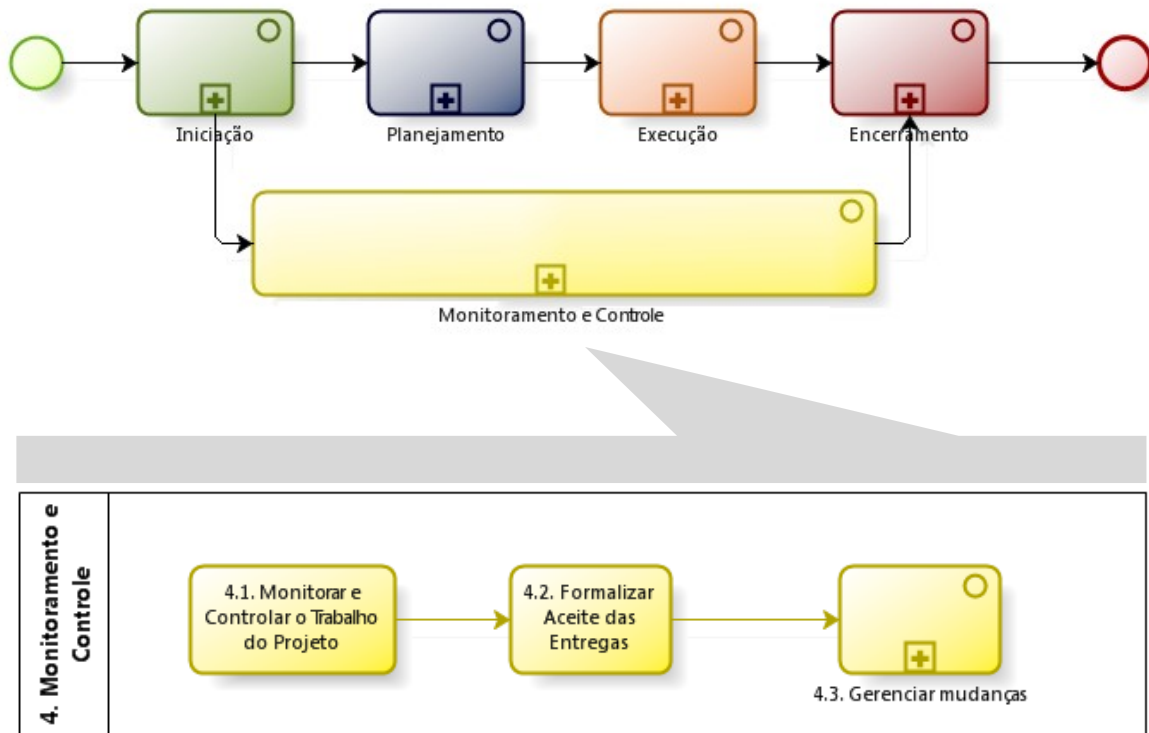 Iniciação
Planejamento
Execução
Encerramento
Monitoramento e Controle
4. Monitoramento e
Controle
4.1. Monitorar e
Controlar o Trabalho
do Projeto
4.2. Formalizar
Aceite das
Entregas
4.3. Gerenciar mudanças